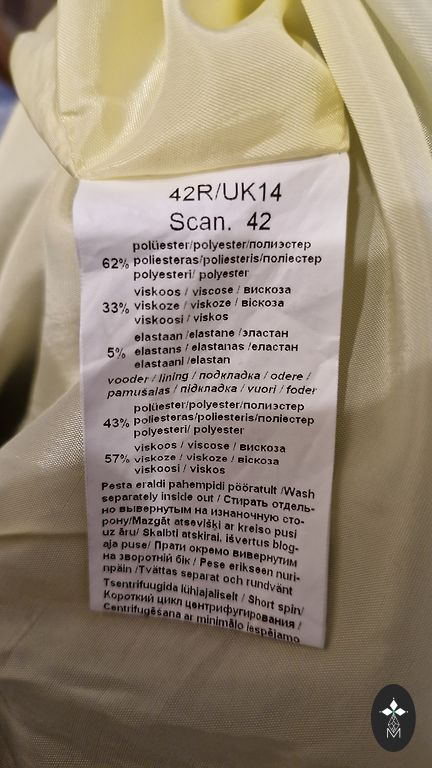 42R/UK14
Scan. 42
polüester/polyester/полиэстер
62% poliesteras/poliesteris/поліестер
polyesteri/ polyester
viskoos / viscose / вискоза
33% viskoze / viskoze / віскоза
viskoosi / viskos
elastaan /elastane /эластан
5% elastans / elastanas /еластан
elastaani /elastan
vooder / lining / подкладка / odere /
pamušalas / підкладка / vuori / foder
polüester/polyester/полиэстер
43% poliesteras/poliesteris/поліестер
polyesteri/ polyester
viskoos / viscose / вискоза
57% viskoze / viskoze / віскоза
viskoosi / viskos
Pesta eraldi pahempidi pööratult /Wash
separately inside out / Стирать отдель-
но вывернутым на изнаночную сто-
рону/Mazgāt atsevišķi ar kreiso pusi
uz āru/ Skalbti atskirai, išvertus blog-
aja puse/ Прати окремо вивернутим
на зворотній бік / Pese erikseen nuri-
npäin /Tvättas separat och rundvänt
Tsentrifuugida lühiajaliselt / Short spin/
Короткий цикл центрифугирования /
Centrifugēšana ar minimālo iespējamo
M